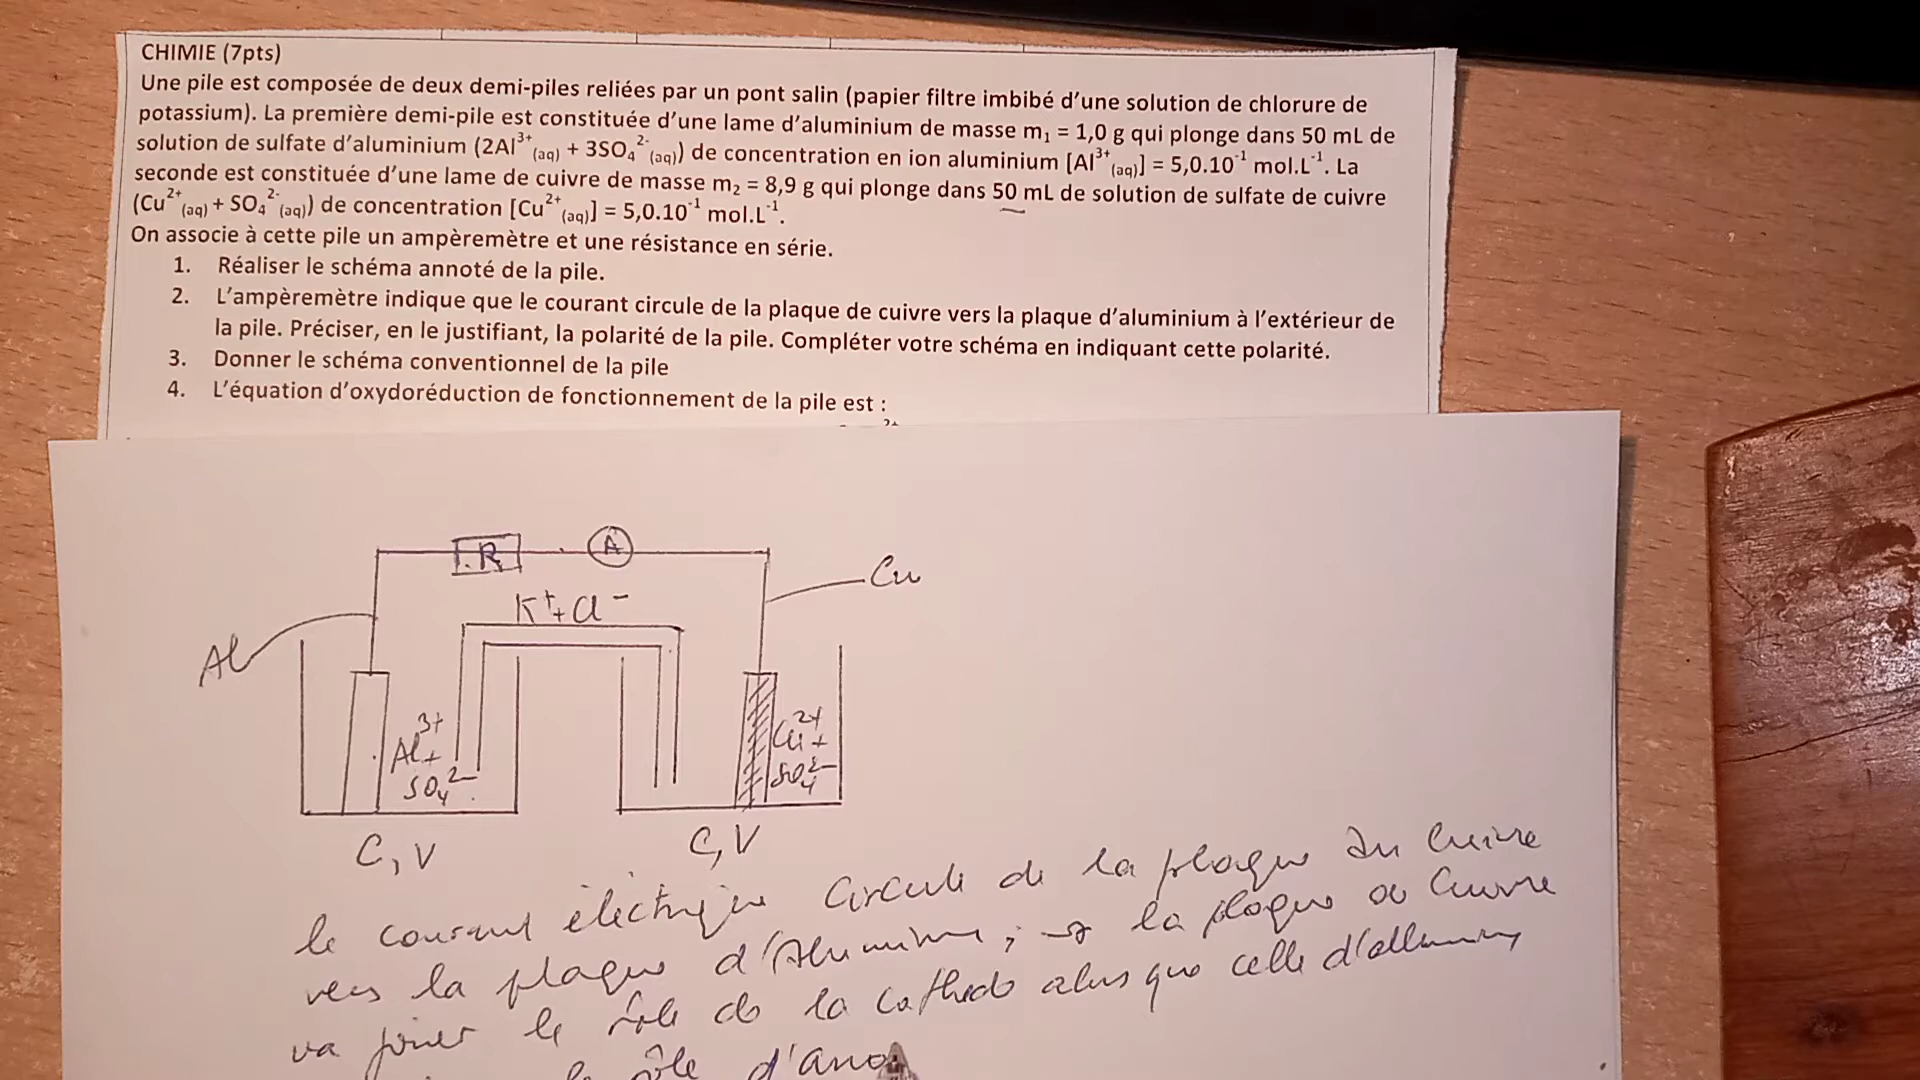 CHIMIE (7pts)
Une pile est composée de deux demi-piles reliées par un pont salin (papier filtre imbibé d'une solution de chlorure de
potassium). La première demi-pile est constituée d'une lame d'aluminium de masse m₁ = 1,0 g qui plonge dans 50 mL de
solution de sulfate d'aluminium (2Al³⁺(aq) + 3SO₄²⁻(aq)) de concentration en ion aluminium [Al³⁺(aq)] = 5,0.10⁻¹ mol.L⁻¹. La
seconde est constituée d'une lame de cuivre de masse m₂ = 8,9 g qui plonge dans 50 mL de solution de sulfate de cuivre
(Cu²⁺(aq) + SO₄²⁻(aq)) de concentration [Cu²⁺(aq)] = 5,0.10⁻¹ mol.L⁻¹.
On associe à cette pile un ampèremètre et une résistance en série.
1. Réaliser le schéma annoté de la pile.
2. L'ampèremètre indique que le courant circule de la plaque de cuivre vers la plaque d'aluminium à l'extérieur de
la pile. Préciser, en le justifiant, la polarité de la pile. Compléter votre schéma en indiquant cette polarité.
3. Donner le schéma conventionnel de la pile
4. L'équation d'oxydoréduction de fonctionnement de la pile est :
R A
Cu
K⁺+Cl⁻
Al
Al³⁺+
SO₄²⁻
Cu²⁺+
SO₄²⁻
C, V
C, V
le courant électrique circule de la plaque du Cuivre
vers la plaque d'Aluminium ; → la plaque de Cuivre
va jouer le rôle de la cathode alors que celle d'
rôle d'ano